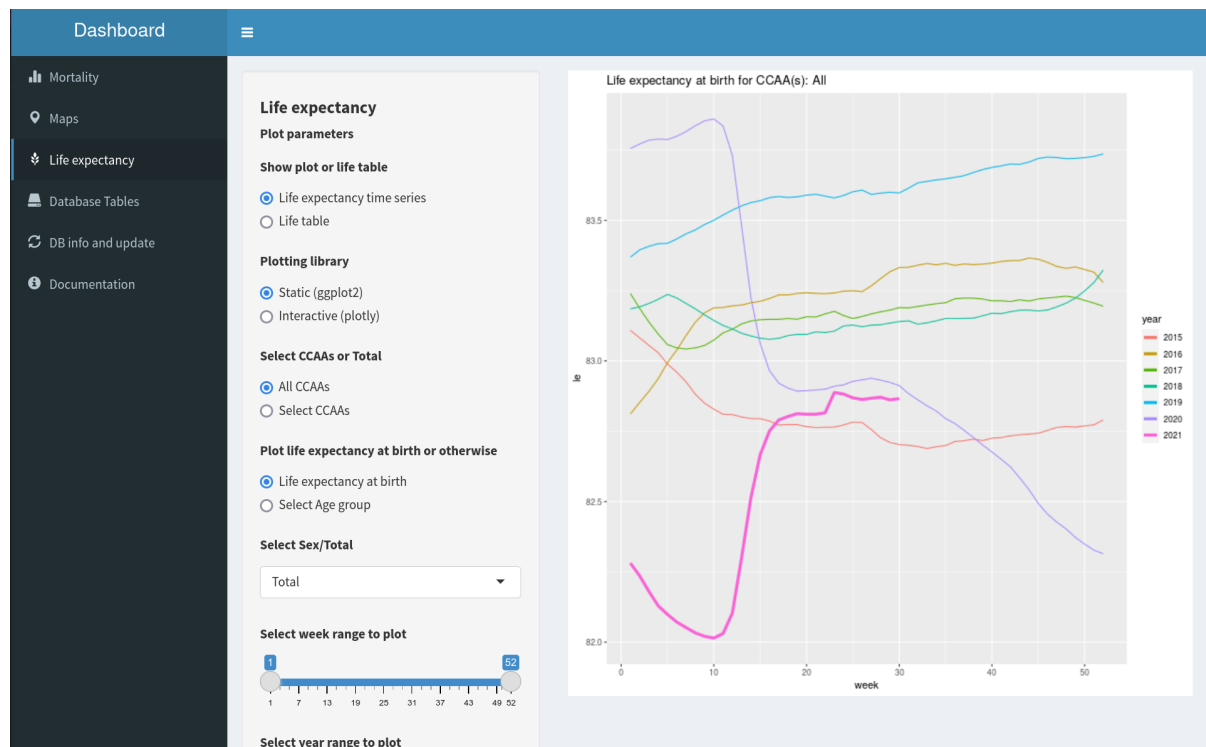 Dashboard
Mortality
Maps
Life expectancy
Database Tables
DB info and update
Documentation
Life expectancy
Plot parameters
Show plot or life table
Life expectancy time series
Life table
Plotting library
Static (ggplot2)
Interactive (plotly)
Select CCAAs or Total
All CCAAs
Select CCAAs
Plot life expectancy at birth or otherwise
Life expectancy at birth
Select Age group
Select Sex/Total
Total
Select week range to plot
1 52
1 7 13 19 25 31 37 43 49 52
Select year range to plot
Life expectancy at birth for CCAA(s): All
83.5
83.0
82.5
82.0
le
0 10 20 30 40 50
week
year
2015
2016
2017
2018
2019
2020
2021